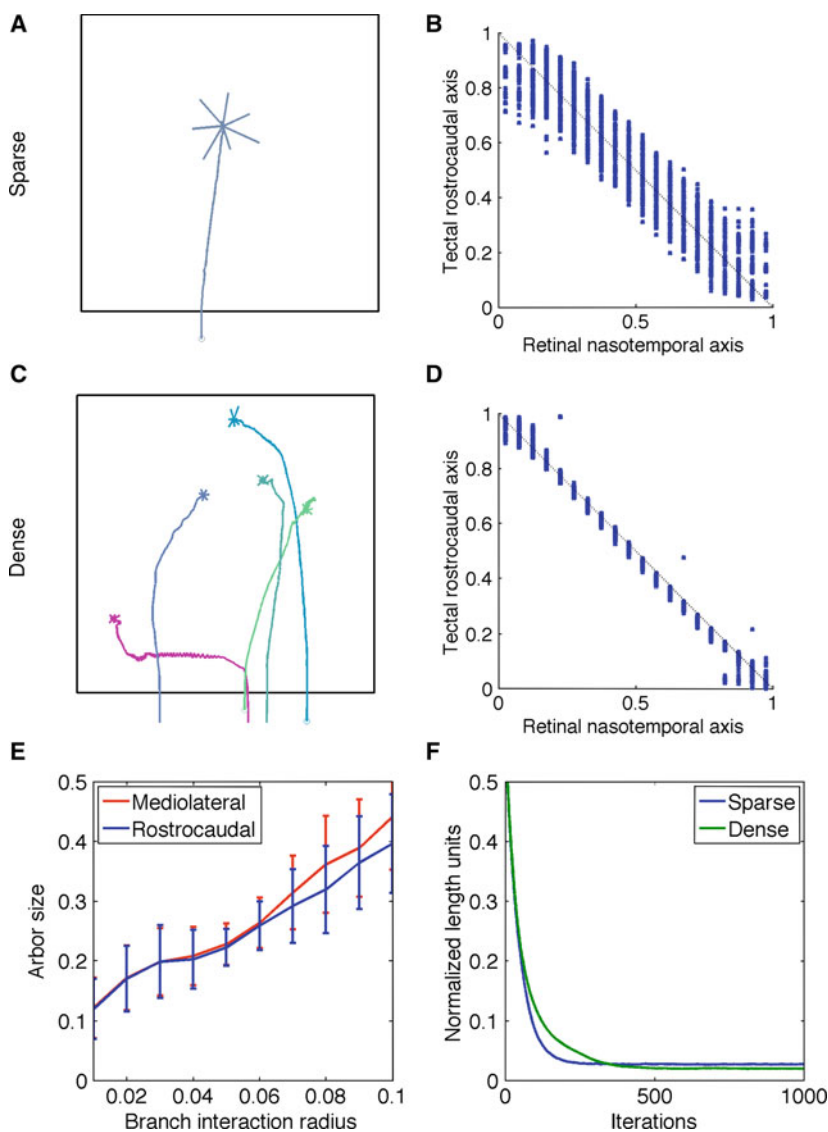 A
Sparse
B
Tectal rostrocaudal axis
1
0.8
0.6
0.4
0.2
0
0 0.5 1
Retinal nasotemporal axis
C
Dense
D
Tectal rostrocaudal axis
1
0.8
0.6
0.4
0.2
0
0 0.5 1
Retinal nasotemporal axis
E
Arbor size
0.5
0.4
0.3
0.2
0.1
0
Mediolateral
Rostrocaudal
0.02 0.04 0.06 0.08 0.1
Branch interaction radius
F
Normalized length units
0.5
0.4
0.3
0.2
0.1
0
Sparse
Dense
0 500 1000
Iterations